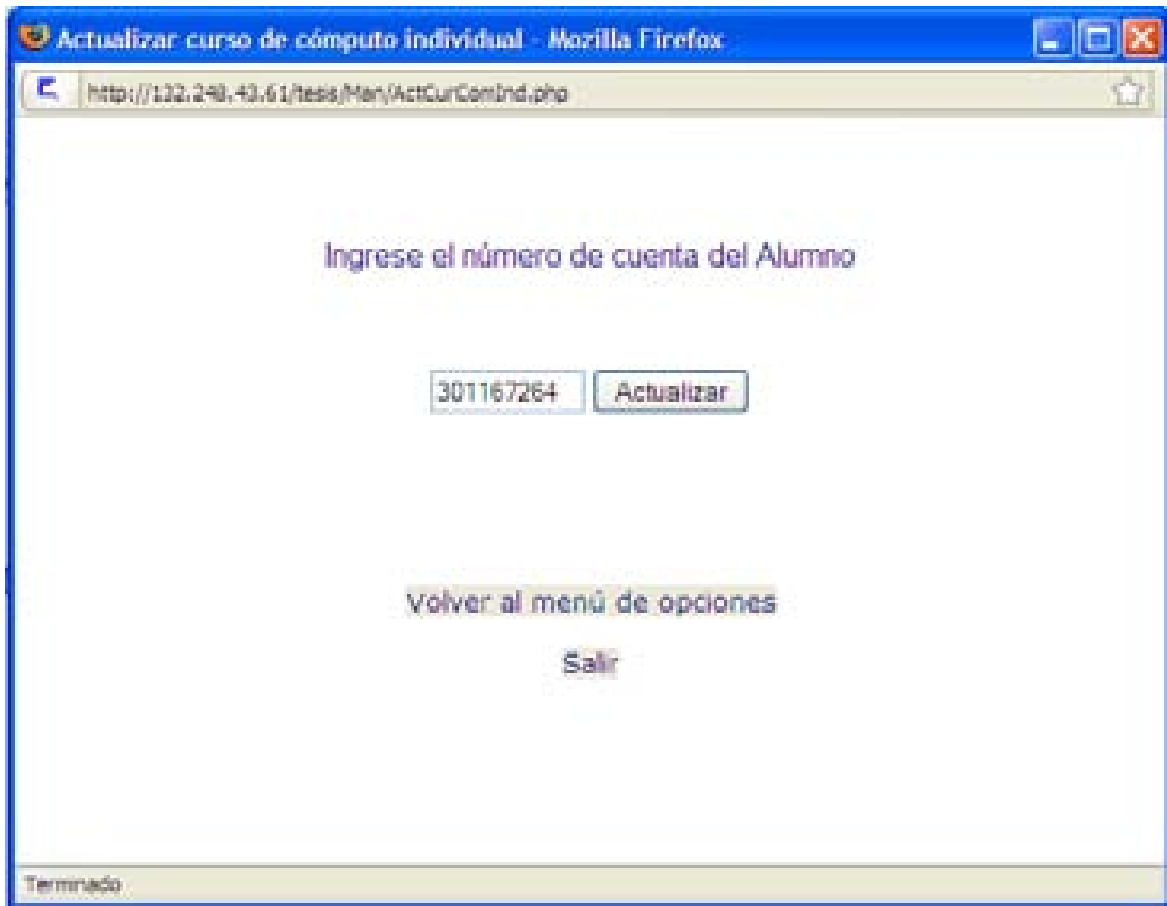 Actualizar curso de cómputo individual - Mozilla Firefox
http://132.248.43.61/tesis/Man/ActCurComInd.php
Ingrese el número de cuenta del Alumno
301167264 Actualizar
Volver al menú de opciones
Salir
Terminado